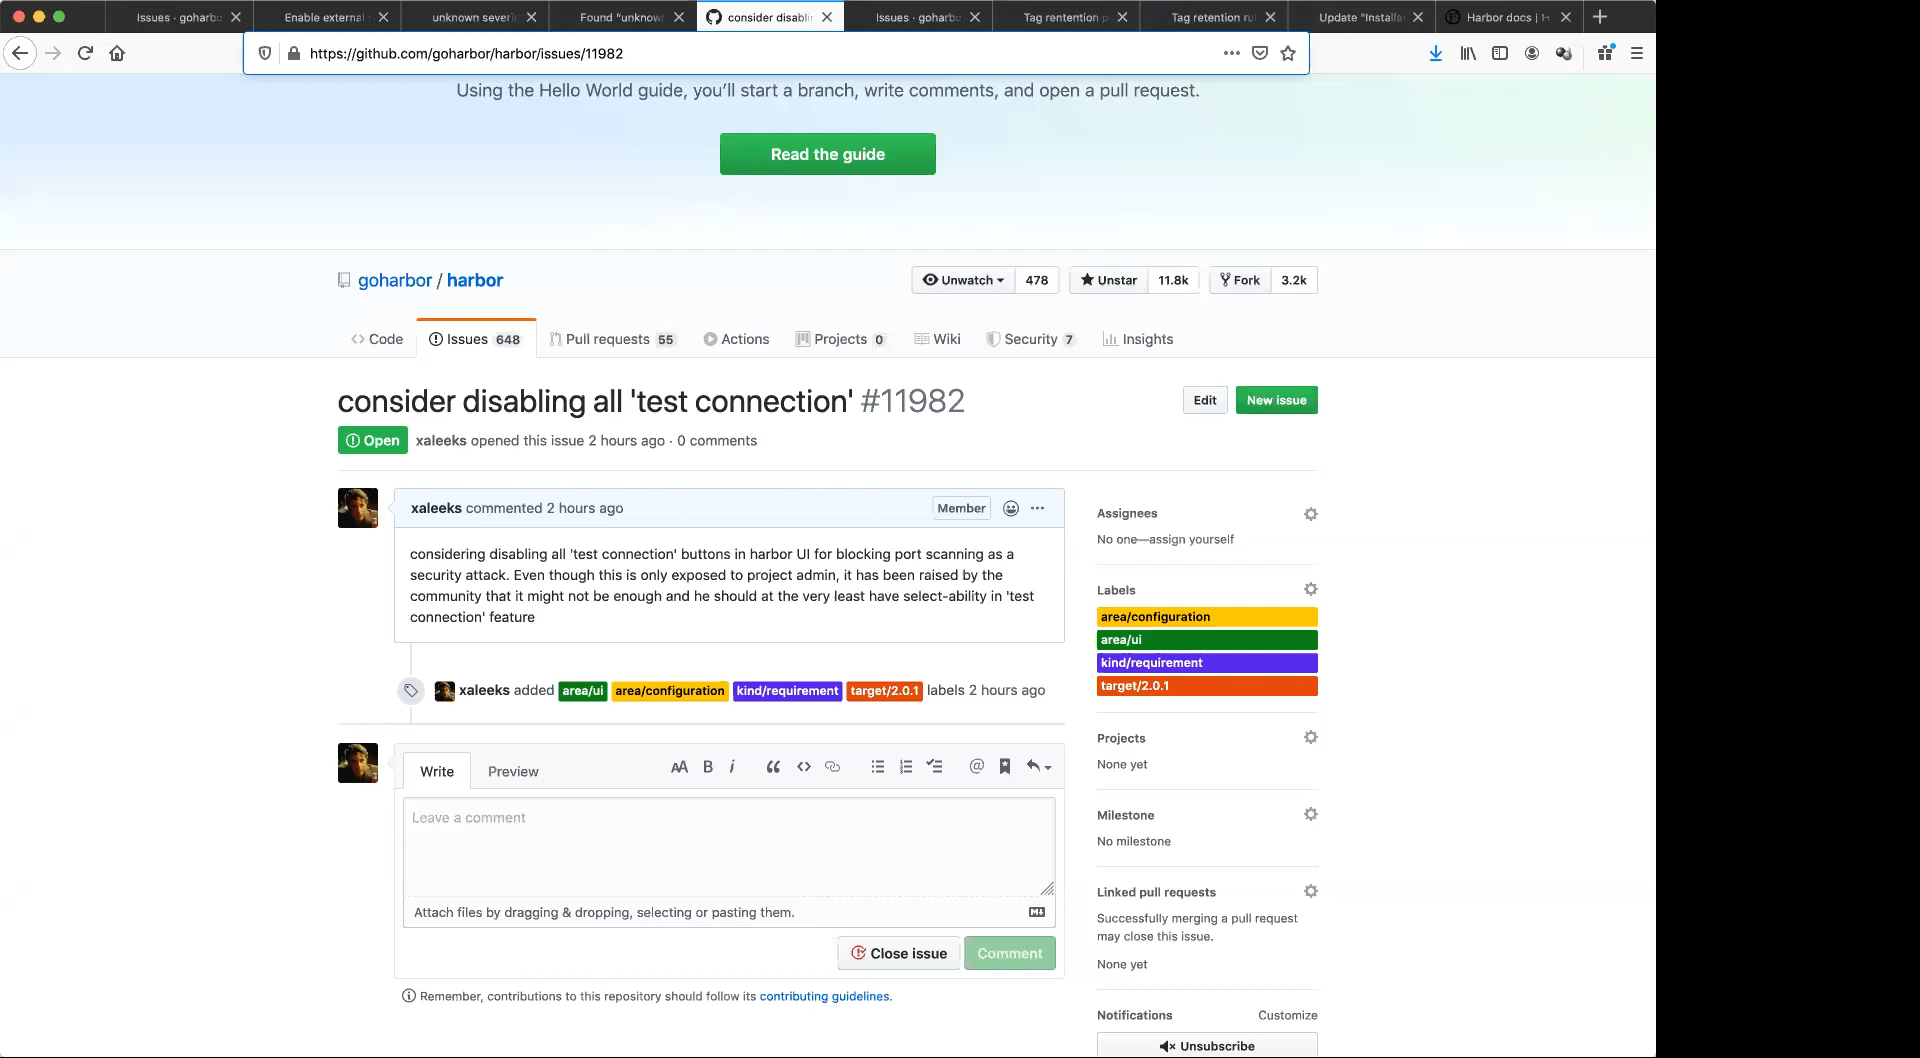 Issues · goharbo
Enable external
unknown severi
Found "unknow
consider disabli
Issues · goharbo
Tag rentention p
Tag retention ru
Update "Installa
Harbor docs |
https://github.com/goharbor/harbor/issues/11982
Using the Hello World guide, you'll start a branch, write comments, and open a pull request.
Read the guide
goharbor / harbor
Unwatch 478
Unstar 11.8k
Fork 3.2k
Code
Issues 648
Pull requests 55
Actions
Projects 0
Wiki
Security 7
Insights
consider disabling all 'test connection' #11982
Edit
New issue
Open
xaleeks opened this issue 2 hours ago · 0 comments
xaleeks commented 2 hours ago
Member
considering disabling all 'test connection' buttons in harbor UI for blocking port scanning as a
security attack. Even though this is only exposed to project admin, it has been raised by the
community that it might not be enough and he should at the very least have select-ability in 'test
connection' feature
xaleeks added area/ui area/configuration kind/requirement target/2.0.1 labels 2 hours ago
Write
Preview
Leave a comment
Attach files by dragging & dropping, selecting or pasting them.
Close issue
Comment
Remember, contributions to this repository should follow its contributing guidelines.
Assignees
No one—assign yourself
Labels
area/configuration
area/ui
kind/requirement
target/2.0.1
Projects
None yet
Milestone
No milestone
Linked pull requests
Successfully merging a pull request
may close this issue.
None yet
Notifications
Customize
Unsubscribe